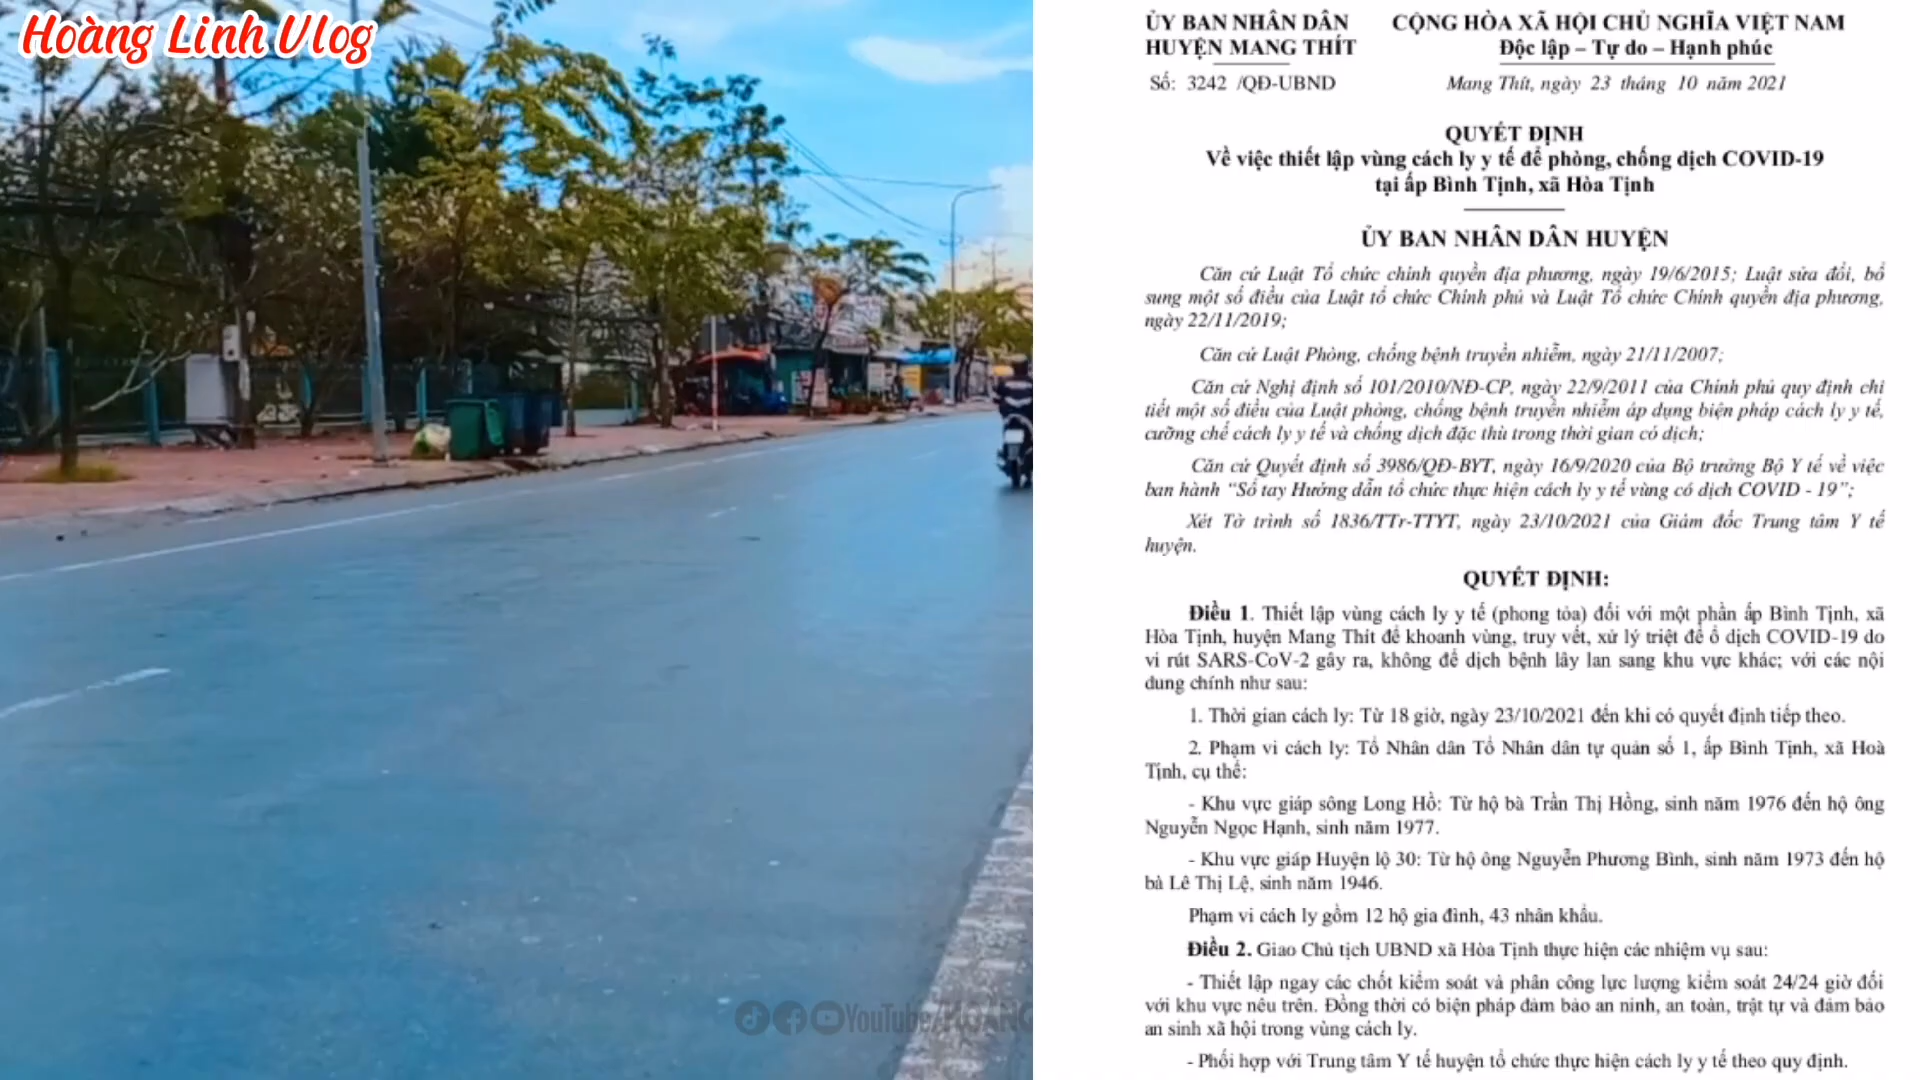 Hoàng Linh Vlog
ỦY BAN NHÂN DÂN
HUYỆN MANG THÍT
CỘNG HÒA XÃ HỘI CHỦ NGHĨA VIỆT NAM
Độc lập – Tự do – Hạnh phúc
Số: 3242 /QĐ-UBND
Mang Thít, ngày 23 tháng 10 năm 2021
QUYẾT ĐỊNH
Về việc thiết lập vùng cách ly y tế để phòng, chống dịch COVID-19
tại ấp Bình Tịnh, xã Hòa Tịnh
ỦY BAN NHÂN DÂN HUYỆN
Căn cứ Luật Tổ chức chính quyền địa phương, ngày 19/6/2015; Luật sửa đổi, bổ
sung một số điều của Luật tổ chức Chính phủ và Luật Tổ chức Chính quyền địa phương,
ngày 22/11/2019;
Căn cứ Luật Phòng, chống bệnh truyền nhiễm, ngày 21/11/2007;
Căn cứ Nghị định số 101/2010/NĐ-CP, ngày 22/9/2011 của Chính phủ quy định chi
tiết một số điều của Luật phòng, chống bệnh truyền nhiễm áp dụng biện pháp cách ly y tế,
cưỡng chế cách ly y tế và chống dịch đặc thù trong thời gian có dịch;
Căn cứ Quyết định số 3986/QĐ-BYT, ngày 16/9/2020 của Bộ trưởng Bộ Y tế về việc
ban hành “Sổ tay Hướng dẫn tổ chức thực hiện cách ly y tế vùng có dịch COVID - 19”;
Xét Tờ trình số 1836/TTr-TTYT, ngày 23/10/2021 của Giám đốc Trung tâm Y tế
huyện.
QUYẾT ĐỊNH:
Điều 1. Thiết lập vùng cách ly y tế (phong tỏa) đối với một phần ấp Bình Tịnh, xã
Hòa Tịnh, huyện Mang Thít để khoanh vùng, truy vết, xử lý triệt để ổ dịch COVID-19 do
vi rút SARS-CoV-2 gây ra, không để dịch bệnh lây lan sang khu vực khác; với các nội
dung chính như sau:
1. Thời gian cách ly: Từ 18 giờ, ngày 23/10/2021 đến khi có quyết định tiếp theo.
2. Phạm vi cách ly: Tổ Nhân dân Tổ Nhân dân tự quản số 1, ấp Bình Tịnh, xã Hoà
Tịnh, cụ thể:
- Khu vực giáp sông Long Hồ: Từ hộ bà Trần Thị Hồng, sinh năm 1976 đến hộ ông
Nguyễn Ngọc Hạnh, sinh năm 1977.
- Khu vực giáp Huyện lộ 30: Từ hộ ông Nguyễn Phương Bình, sinh năm 1973 đến hộ
bà Lê Thị Lệ, sinh năm 1946.
Phạm vi cách ly gồm 12 hộ gia đình, 43 nhân khẩu.
Điều 2. Giao Chủ tịch UBND xã Hòa Tịnh thực hiện các nhiệm vụ sau:
- Thiết lập ngay các chốt kiểm soát và phân công lực lượng kiểm soát 24/24 giờ đối
với khu vực nêu trên. Đồng thời có biện pháp đảm bảo an ninh, an toàn, trật tự và đảm bảo
an sinh xã hội trong vùng cách ly.
- Phối hợp với Trung tâm Y tế huyện tổ chức thực hiện cách ly y tế theo quy định.
YouTube/HOÀNG